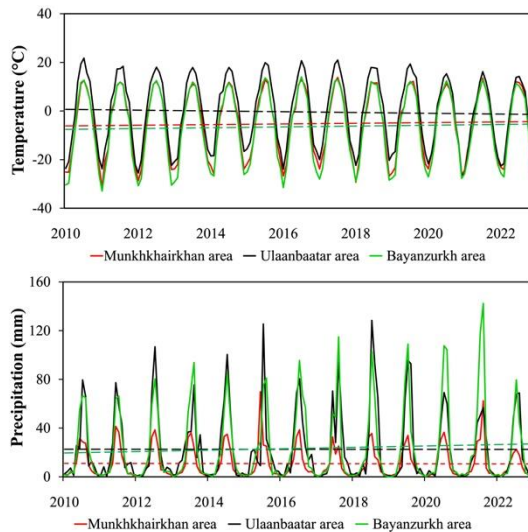 Temperature (°C)
40
20
0
-20
-40
2010 2012 2014 2016 2018 2020 2022
Munkhkhairkhan area Ulaanbaatar area Bayanzurkh area
Precipitation (mm)
160
120
80
40
0
2010 2012 2014 2016 2018 2020 2022
Munkhkhairkhan area Ulaanbaatar area Bayanzurkh area